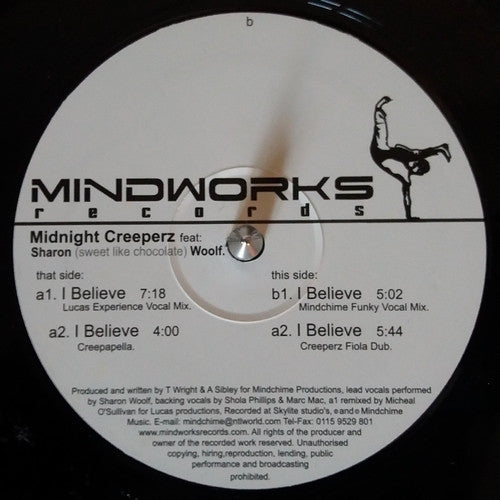 b
MINDWORKS
records
Midnight Creeperz feat:
Sharon (sweet like chocolate) Woolf.
that side:
a1. I Believe 7:18
Lucas Experience Vocal Mix.
a2. I Believe 4:00
Creepapella.
this side:
b1. I Believe 5:02
Mindchime Funky Vocal Mix.
a2. I Believe 5:44
Creeperz Fiola Dub.
Produced and written by T Wright & A Sibley for Mindchime Productions, lead vocals performed
by Sharon Woolf, backing vocals by Shola Phillips & Marc Mac, a1 remixed by Micheal
O'Sullivan for Lucas productions, Recorded at Skylite studio's, e and e Mindchime
Music. E-mail: mindchime@ntlworld.com Tel-Fax: 0115 9529 801
www.mindworksrecords.com. All rights of the producer and
owner of the recorded work reserved. Unauthorised
copying, hiring,reproduction, lending, public
performance and broadcasting
prohibited.